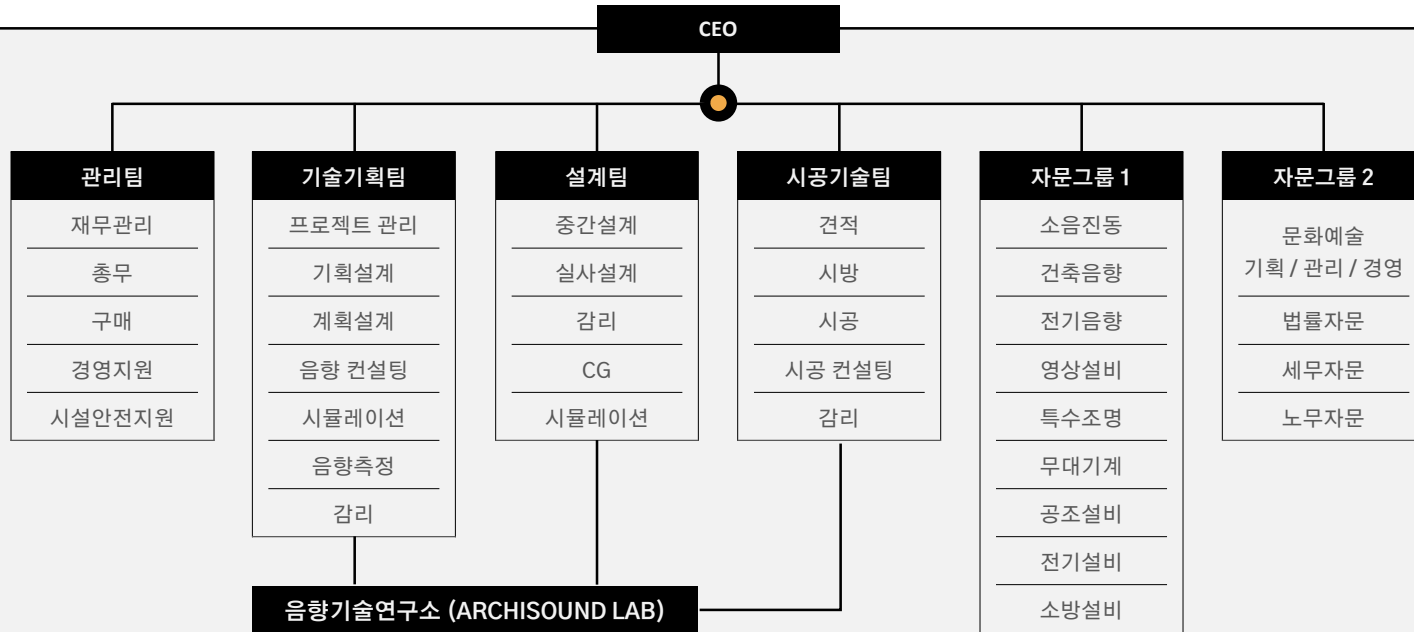 CEO
관리팀
재무관리
총무
구매
경영지원
시설안전지원
기술기획팀
프로젝트 관리
기획설계
계획설계
음향 컨설팅
시뮬레이션
음향측정
감리
설계팀
중간설계
실사설계
감리
CG
시뮬레이션
시공기술팀
견적
시방
시공
시공 컨설팅
감리
자문그룹 1
소음진동
건축음향
전기음향
영상설비
특수조명
무대기계
공조설비
전기설비
소방설비
자문그룹 2
문화예술
기획 / 관리 / 경영
법률자문
세무자문
노무자문
음향기술연구소 (ARCHISOUND LAB)